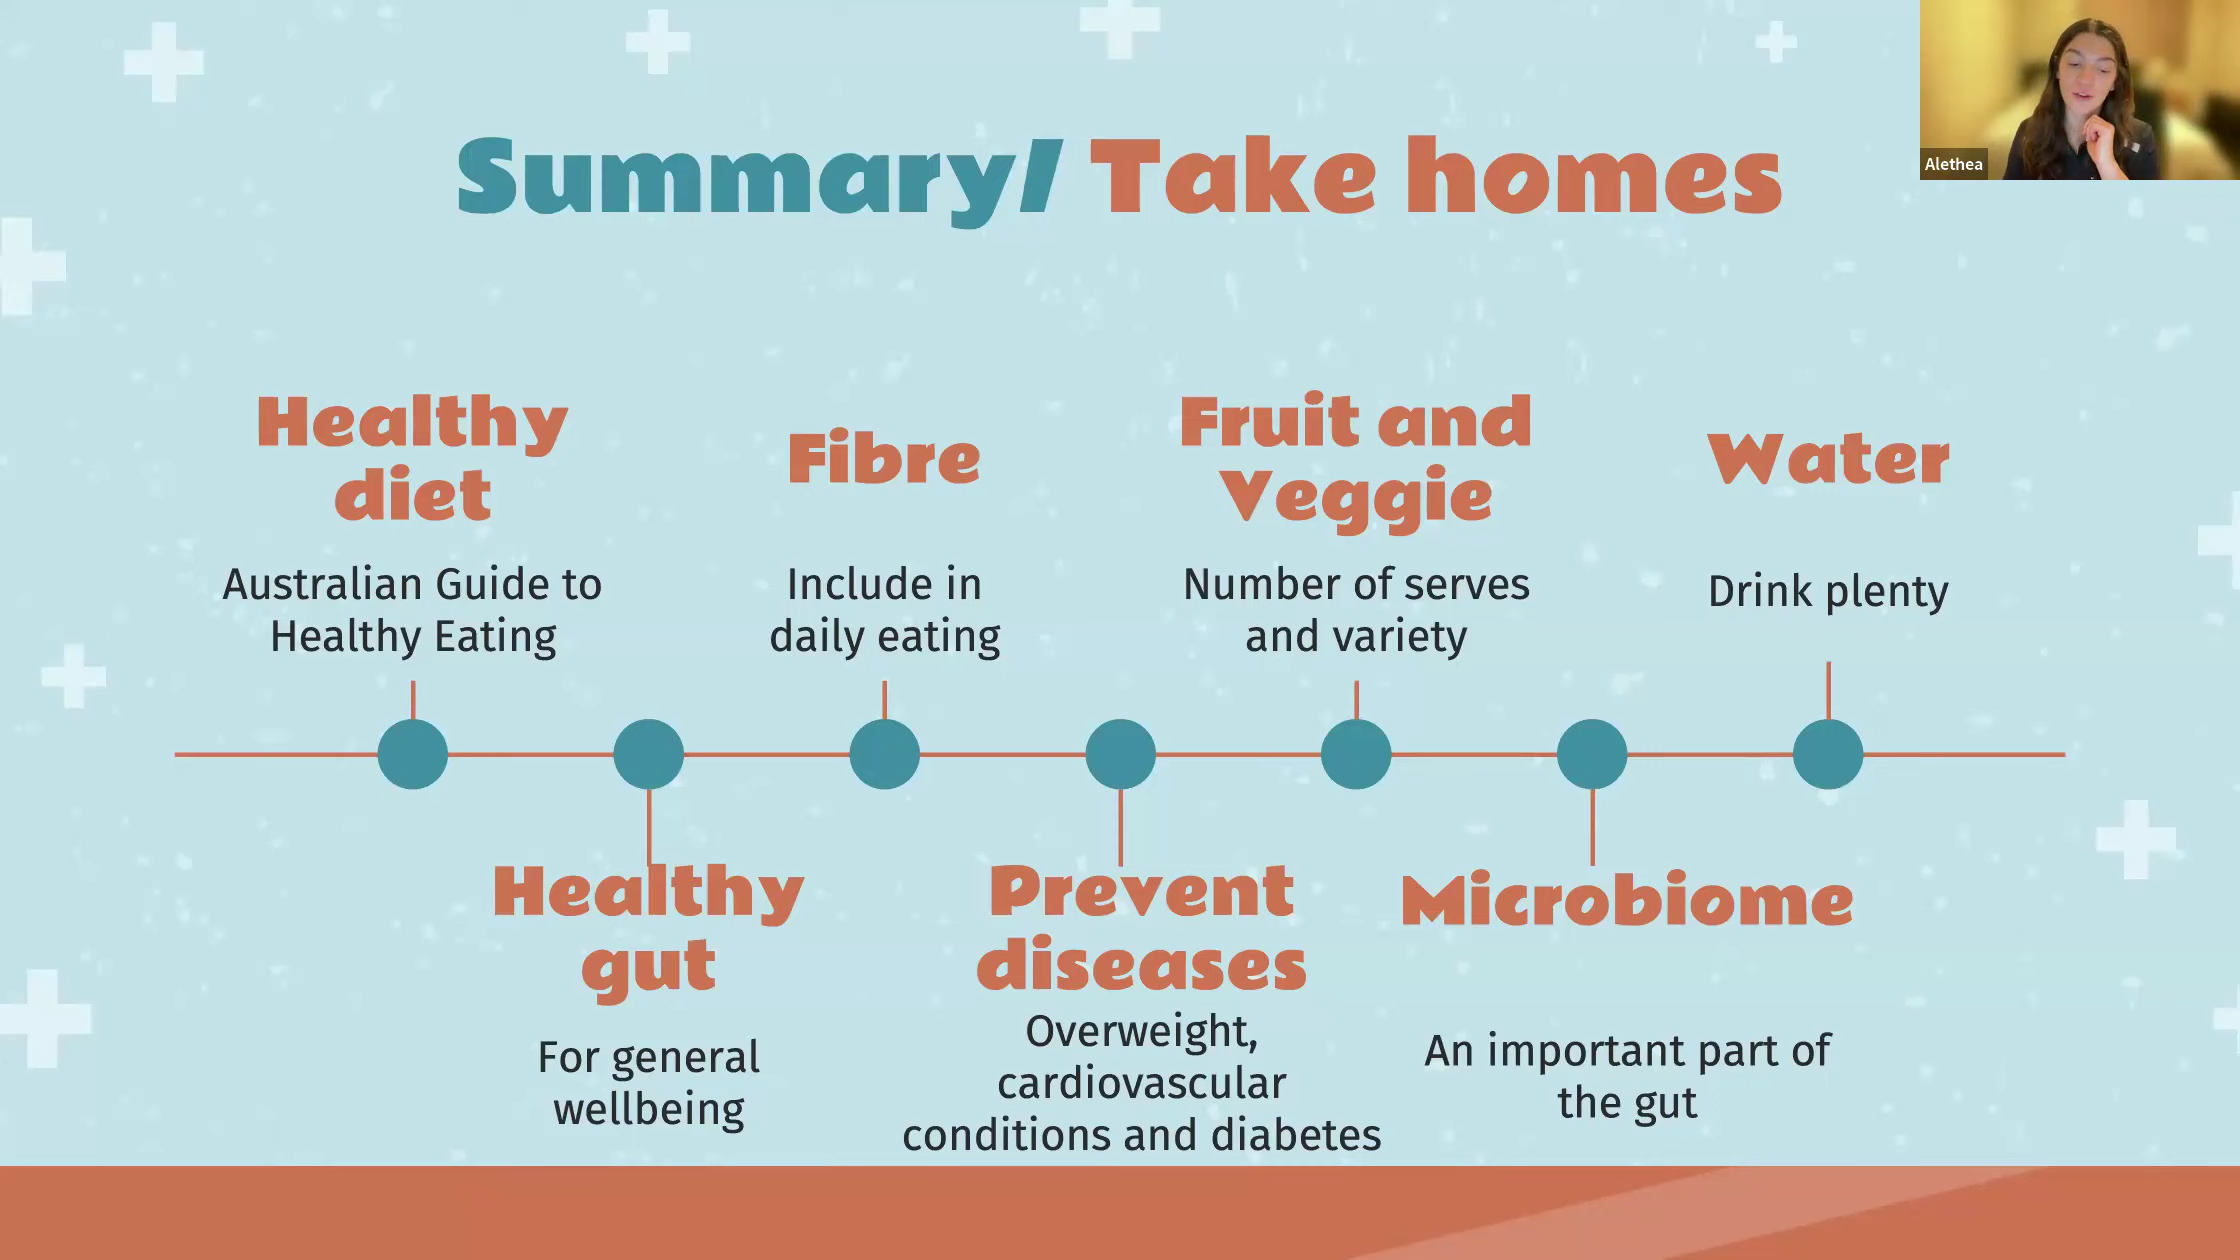 Summary/ Take homes
Alethea
Healthy
diet
Australian Guide to
Healthy Eating
Fibre
Include in
daily eating
Fruit and
Veggie
Number of serves
and variety
Water
Drink plenty
Healthy
gut
For general
wellbeing
Prevent
diseases
Overweight,
cardiovascular
conditions and diabetes
Microbiome
An important part of
the gut